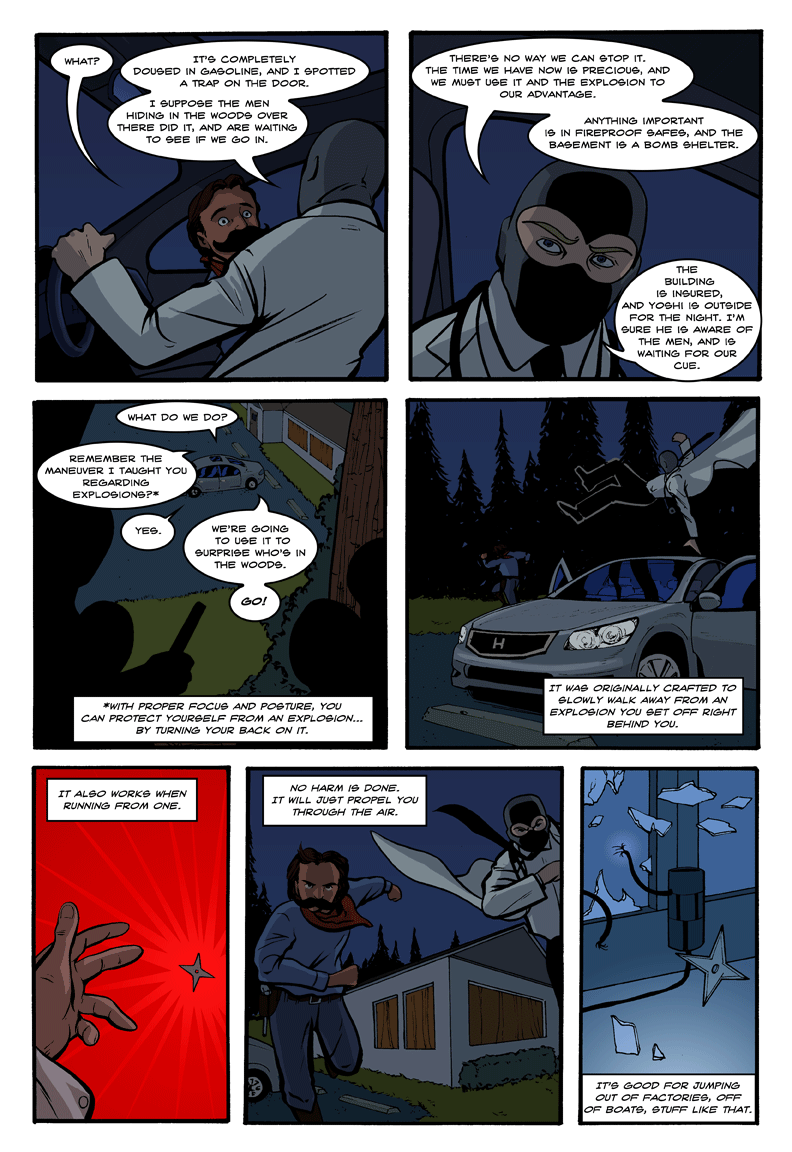 WHAT?
IT'S COMPLETELY
DOUSED IN GASOLINE, AND I SPOTTED
A TRAP ON THE DOOR.
I SUPPOSE THE MEN
HIDING IN THE WOODS OVER
THERE DID IT, AND ARE WAITING
TO SEE IF WE GO IN.
THERE'S NO WAY WE CAN STOP IT.
THE TIME WE HAVE NOW IS PRECIOUS, AND
WE MUST USE IT AND THE EXPLOSION TO
OUR ADVANTAGE.
ANYTHING IMPORTANT
IS IN FIREPROOF SAFES, AND THE
BASEMENT IS A BOMB SHELTER.
THE
BUILDING
IS INSURED,
AND YOSHI IS OUTSIDE
FOR THE NIGHT. I'M
SURE HE IS AWARE OF
THE MEN, AND IS
WAITING FOR OUR
CUE.
WHAT DO WE DO?
REMEMBER THE
MANEUVER I TAUGHT YOU
REGARDING
EXPLOSIONS?*
YES.
WE'RE GOING
TO USE IT TO
SURPRISE WHO'S IN
THE WOODS.
GO!
*WITH PROPER FOCUS AND POSTURE, YOU
CAN PROTECT YOURSELF FROM AN EXPLOSION...
BY TURNING YOUR BACK ON IT.
H
IT WAS ORIGINALLY CRAFTED TO
SLOWLY WALK AWAY FROM AN
EXPLOSION YOU SET OFF RIGHT
BEHIND YOU.
IT ALSO WORKS WHEN
RUNNING FROM ONE.
NO HARM IS DONE.
IT WILL JUST PROPEL YOU
THROUGH THE AIR.
IT'S GOOD FOR JUMPING
OUT OF FACTORIES, OFF
OF BOATS, STUFF LIKE THAT.